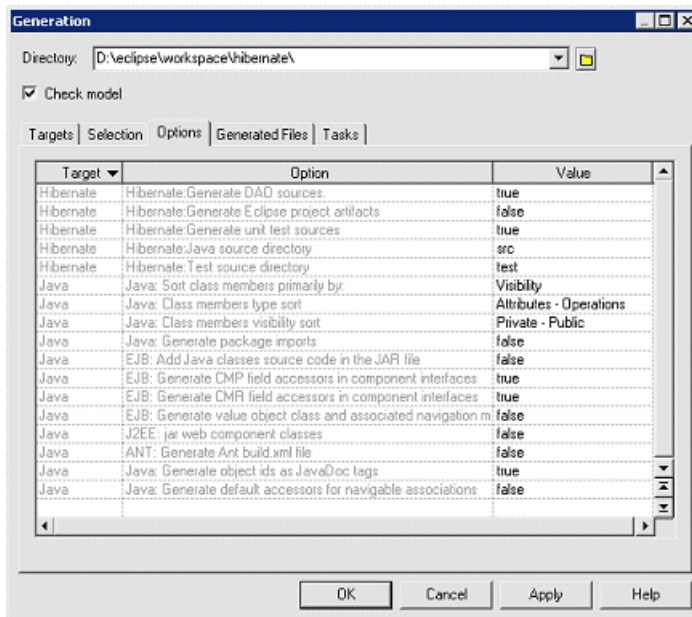 Generation
Directory: D:\eclipse\workspace\hibernate\
Check model
Targets Selection Options Generated Files Tasks
Target Option Value
Hibernate Hibernate:Generate DAO sources. true
Hibernate Hibernate:Generate Eclipse project artifacts false
Hibernate Hibernate:Generate unit test sources true
Hibernate Hibernate:Java source directory src
Hibernate Hibernate:Test source directory test
Java Java: Sort class members primarily by: Visibility
Java Java: Class members type sort Attributes - Operations
Java Java: Class members visibility sort Private - Public
Java Java: Generate package imports false
Java EJB: Add Java classes source code in the JAR file false
Java EJB: Generate CMP field accessors in component interfaces true
Java EJB: Generate CMR field accessors in component interfaces true
Java EJB: Generate value object class and associated navigation m false
Java J2EE: jar web component classes false
Java ANT: Generate Ant build.xml file false
Java Java: Generate object ids as JavaDoc tags true
Java Java: Generate default accessors for navigable associations false
OK Cancel Apply Help